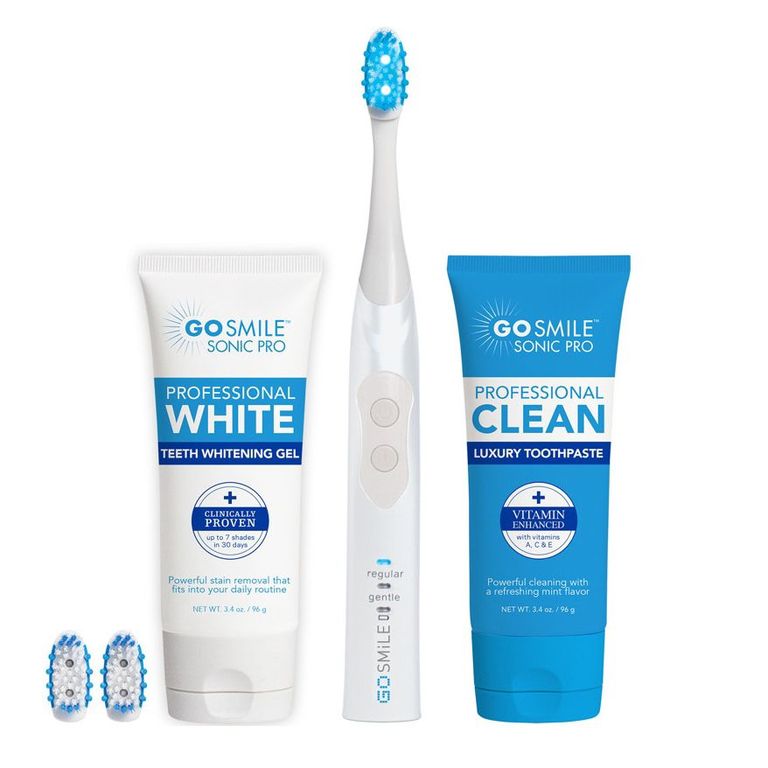 GO SMILE™
SONIC PRO
PROFESSIONAL
WHITE
TEETH WHITENING GEL
CLINICALLY
PROVEN
up to 7 shades
in 30 days
Powerful stain removal that
fits into your daily routine
NET WT. 3.4 oz. / 96 g
regular
gentle
GO SMiLE
GO SMILE™
SONIC PRO
PROFESSIONAL
CLEAN
LUXURY TOOTHPASTE
VITAMIN
ENHANCED
with vitamins
A, C & E
Powerful cleaning with
a refreshing mint flavor
NET WT. 3.4 oz. / 96 g